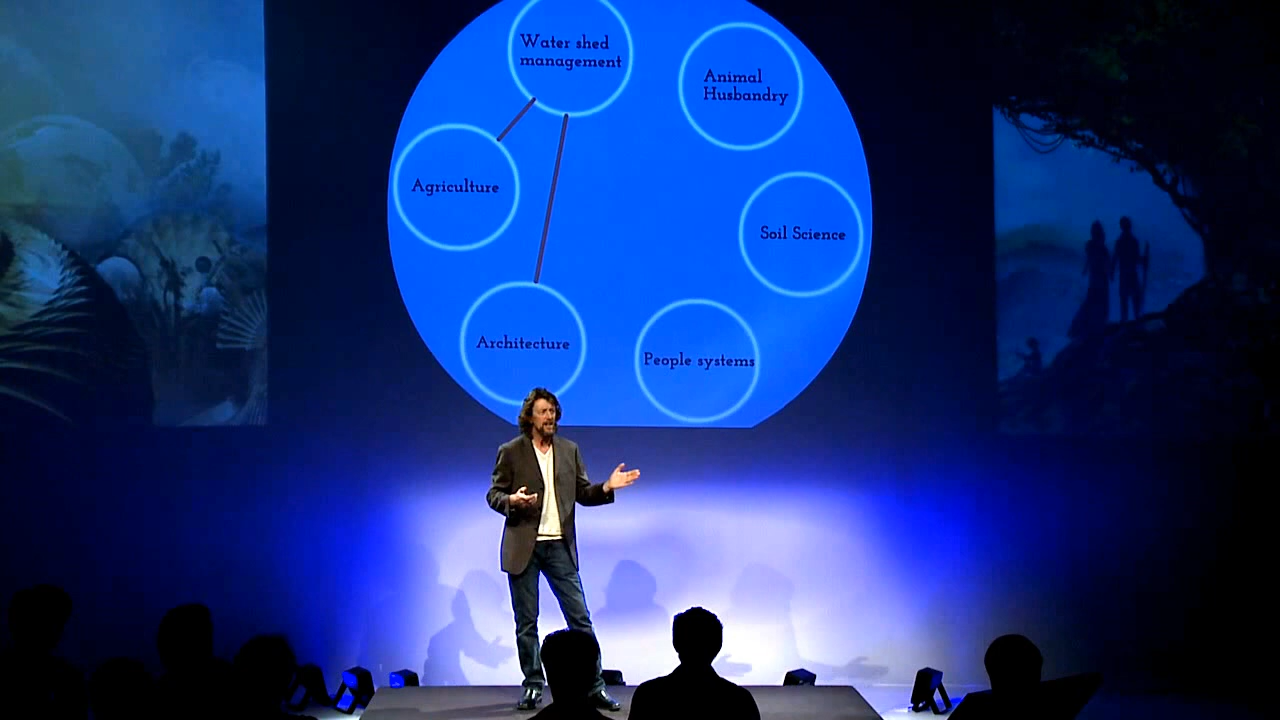 Water shed
management
Animal
Husbandry
Agriculture
Soil Science
Architecture
People systems